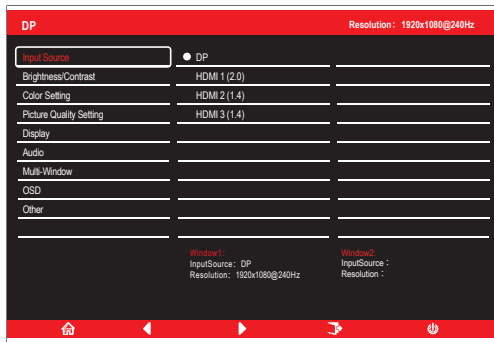 DP Resolution: 1920x1080@240Hz
Input Source DP
Brightness/Contrast HDMI 1 (2.0)
Color Setting HDMI 2 (1.4)
Picture Quality Setting HDMI 3 (1.4)
Display
Audio
Multi-Window
OSD
Other
Window1: Window2:
InputSource: DP InputSource:
Resolution: 1920x1080@240Hz Resolution: